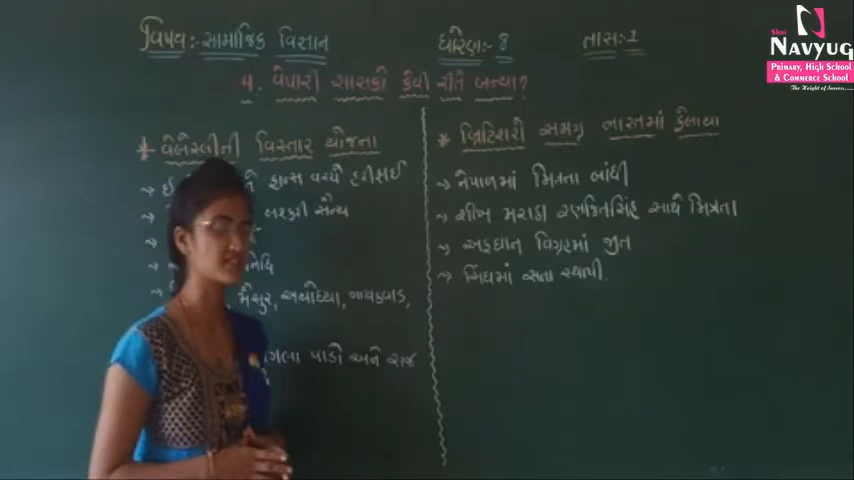 વિષય:- સામાજિક વિજ્ઞાન
ધોરણ:- 8
તાસ:- 1
Shri
NAVYUG
PRIMARY, HIGH SCHOOL
& COMMERCE SCHOOL
The Height of Success....
4. વેપારી શાસકો કેવી રીતે બન્યા?
* વેલેસ્લીની વિસ્તાર યોજના
ફ્રાન્સ વચ્ચે હરીફાઈ
લશ્કરી સૈન્ય
મૈસુર, અયોધ્યા, ગાયકવાડ,
ભાગલા પાડો અને રાજ
* બ્રિટિશરો સમગ્ર ભારતમાં ફેલાયા
→ નેપાળમાં મિત્રતા બાંધી
→ શીખ મરાઠા રણજિતસિંહ સાથે મિત્રતા
→ અફઘાન વિગ્રહમાં જીત
→ સિંધમાં સત્તા સ્થાપી.